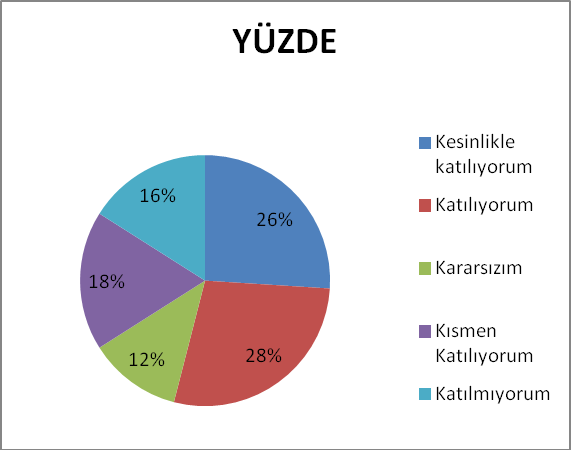 YÜZDE
26%
28%
12%
18%
16%
Kesinlikle
katılıyorum
Katılıyorum
Kararsızım
Kısmen
Katılıyorum
Katılmıyorum